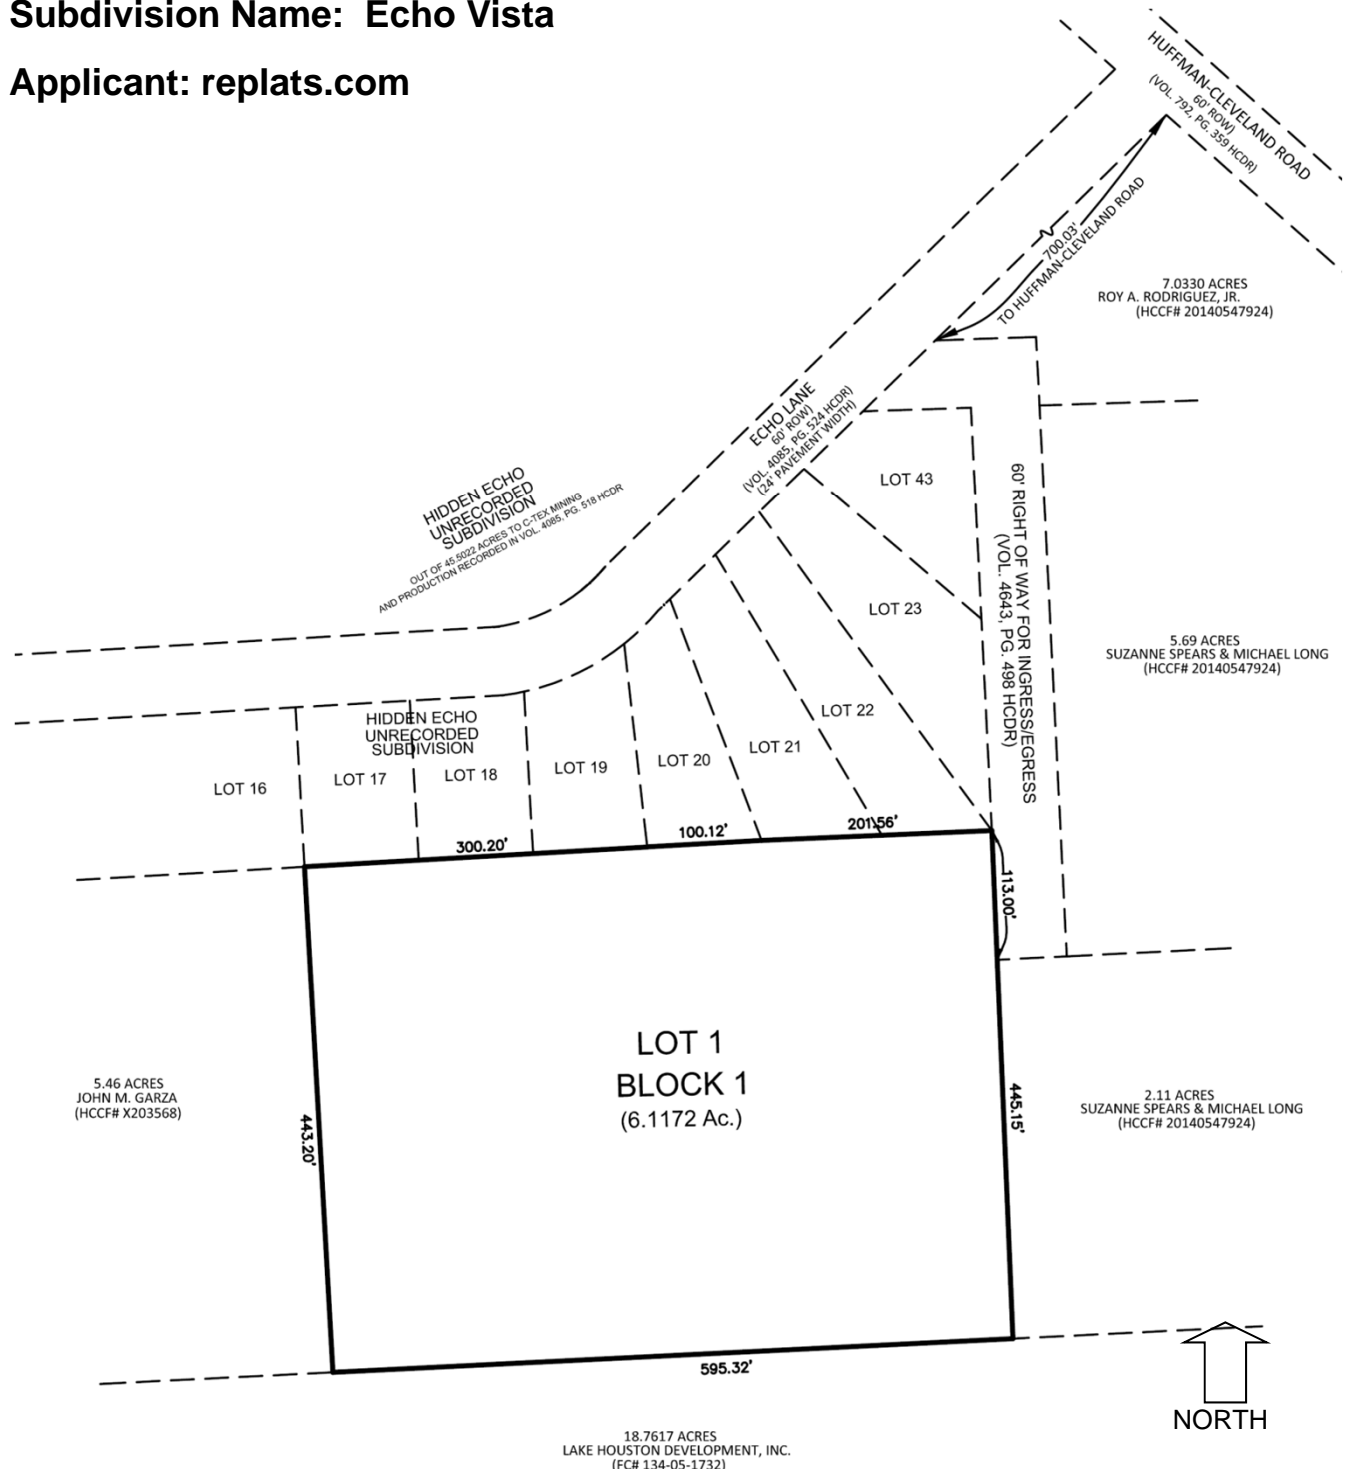 Subdivision Name: Echo Vista
Applicant: replats.com
HUFFMAN-CLEVELAND ROAD
60' ROW)
(VOL. 792, PG. 359 HCDR)
700.03'
TO HUFFMAN-CLEVELAND ROAD
7.0330 ACRES
ROY A. RODRIGUEZ, JR.
(HCCF# 20140547924)
ECHO LANE
60' ROW)
(VOL. 4085, PG. 524 HCDR)
(24' PAVEMENT WIDTH)
HIDDEN ECHO
UNRECORDED
SUBDIVISION
OUT OF 45.5022 ACRES TO C-TEX MINING
AND PRODUCTION RECORDED IN VOL. 4085, PG. 518 HCDR
LOT 43
60' RIGHT OF WAY FOR INGRESS/EGRESS
(VOL. 4643, PG. 498 HCDR)
LOT 23
5.69 ACRES
SUZANNE SPEARS & MICHAEL LONG
(HCCF# 20140547924)
HIDDEN ECHO
UNRECORDED
SUBDIVISION
LOT 22
LOT 21
LOT 20
LOT 19
LOT 18
LOT 17
LOT 16
300.20'
100.12'
201.56'
113.00'
LOT 1
BLOCK 1
(6.1172 Ac.)
5.46 ACRES
JOHN M. GARZA
(HCCF# X203568)
443.20'
445.15'
2.11 ACRES
SUZANNE SPEARS & MICHAEL LONG
(HCCF# 20140547924)
595.32'
NORTH
18.7617 ACRES
LAKE HOUSTON DEVELOPMENT, INC.
(FC# 134-05-1732)